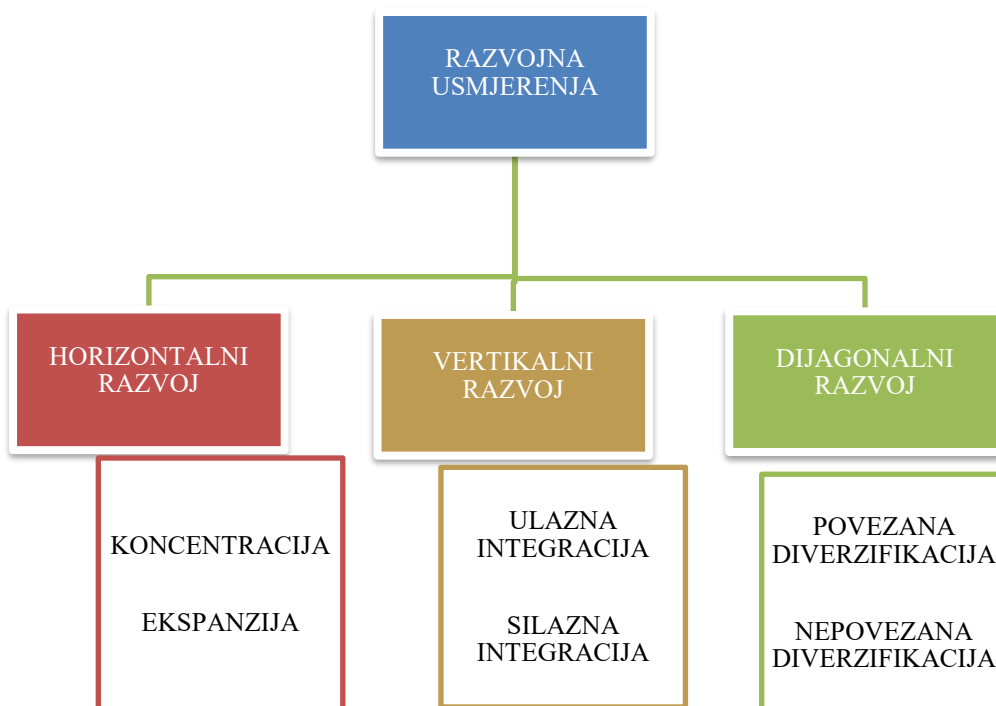 RAZVOJNA
USMJERENJA
HORIZONTALNI
RAZVOJ
VERTIKALNI
RAZVOJ
DIJAGONALNI
RAZVOJ
KONCENTRACIJA
EKSPANZIJA
ULAZNA
INTEGRACIJA
SILAZNA
INTEGRACIJA
POVEZANA
DIVERZIFIKACIJA
NEPOVEZANA
DIVERZIFIKACIJA